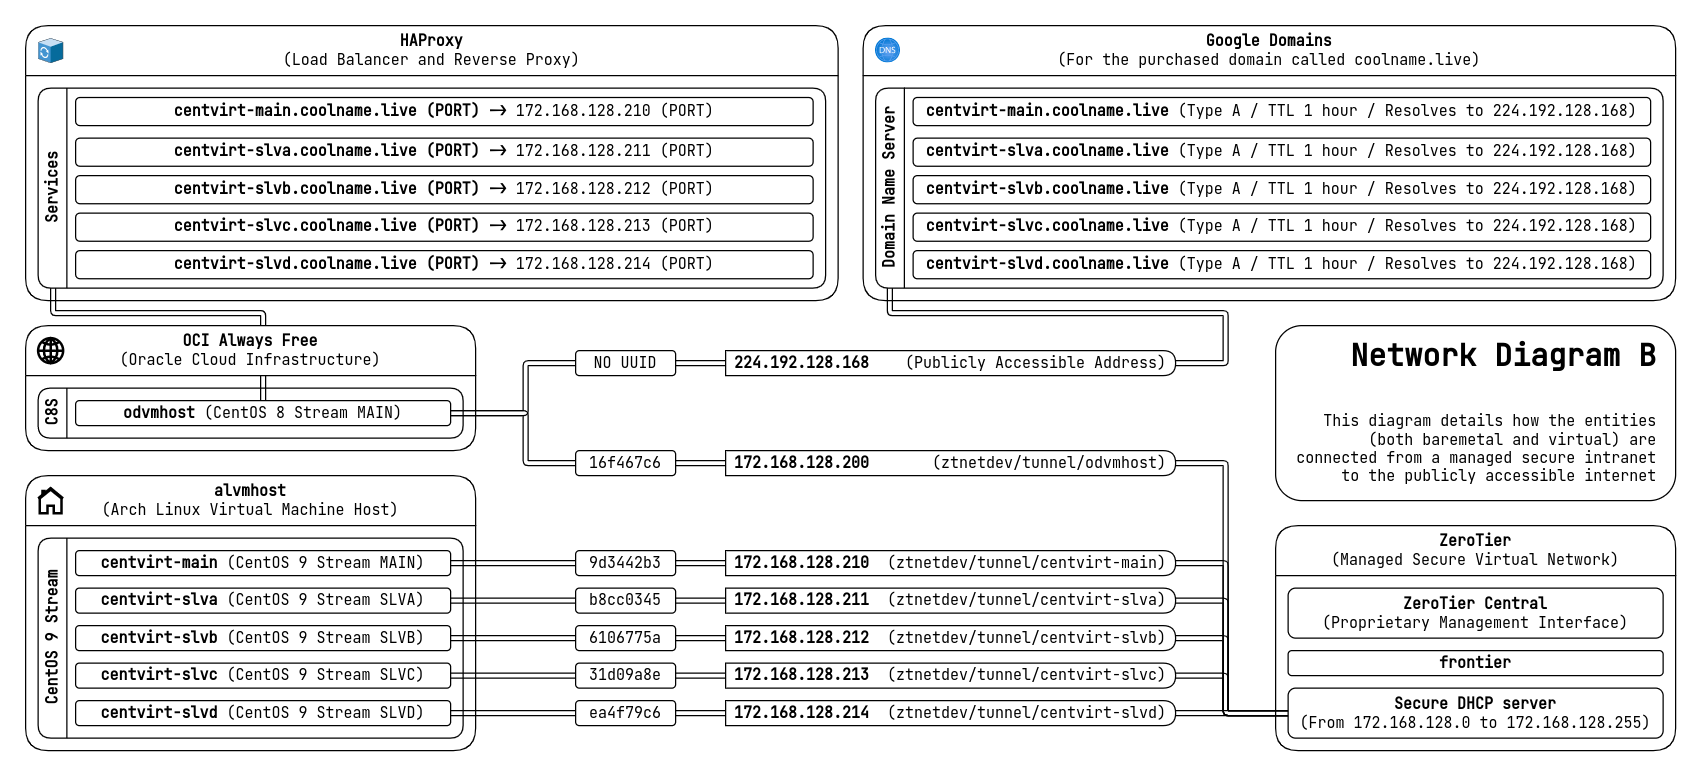 HAProxy
(Load Balancer and Reverse Proxy)
Services
centvirt-main.coolname.live (PORT) → 172.168.128.210 (PORT)
centvirt-slva.coolname.live (PORT) → 172.168.128.211 (PORT)
centvirt-slvb.coolname.live (PORT) → 172.168.128.212 (PORT)
centvirt-slvc.coolname.live (PORT) → 172.168.128.213 (PORT)
centvirt-slvd.coolname.live (PORT) → 172.168.128.214 (PORT)
DNS
Google Domains
(For the purchased domain called coolname.live)
Domain Name Server
centvirt-main.coolname.live (Type A / TTL 1 hour / Resolves to 224.192.128.168)
centvirt-slva.coolname.live (Type A / TTL 1 hour / Resolves to 224.192.128.168)
centvirt-slvb.coolname.live (Type A / TTL 1 hour / Resolves to 224.192.128.168)
centvirt-slvc.coolname.live (Type A / TTL 1 hour / Resolves to 224.192.128.168)
centvirt-slvd.coolname.live (Type A / TTL 1 hour / Resolves to 224.192.128.168)
OCI Always Free
(Oracle Cloud Infrastructure)
C8S
odvmhost (CentOS 8 Stream MAIN)
NO UUID
224.192.128.168 (Publicly Accessible Address)
16f467c6
172.168.128.200 (ztnetdev/tunnel/odvmhost)
Network Diagram B
This diagram details how the entities
(both baremetal and virtual) are
connected from a managed secure intranet
to the publicly accessible internet
alvmhost
(Arch Linux Virtual Machine Host)
CentOS 9 Stream
centvirt-main (CentOS 9 Stream MAIN)
9d3442b3
172.168.128.210 (ztnetdev/tunnel/centvirt-main)
centvirt-slva (CentOS 9 Stream SLVA)
b8cc0345
172.168.128.211 (ztnetdev/tunnel/centvirt-slva)
centvirt-slvb (CentOS 9 Stream SLVB)
6106775a
172.168.128.212 (ztnetdev/tunnel/centvirt-slvb)
centvirt-slvc (CentOS 9 Stream SLVC)
31d09a8e
172.168.128.213 (ztnetdev/tunnel/centvirt-slvc)
centvirt-slvd (CentOS 9 Stream SLVD)
ea4f79c6
172.168.128.214 (ztnetdev/tunnel/centvirt-slvd)
ZeroTier
(Managed Secure Virtual Network)
ZeroTier Central
(Proprietary Management Interface)
frontier
Secure DHCP server
(From 172.168.128.0 to 172.168.128.255)